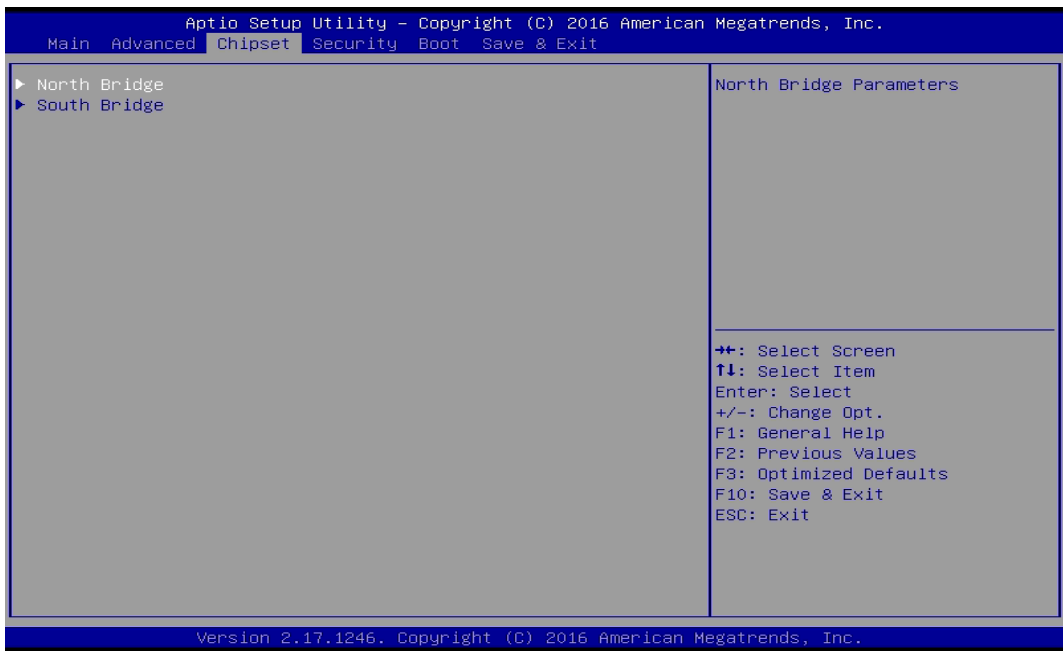 Aptio Setup Utility – Copyright (C) 2016 American Megatrends, Inc.
Main Advanced Chipset Security Boot Save & Exit
▶ North Bridge
▶ South Bridge
North Bridge Parameters
→←: Select Screen
↑↓: Select Item
Enter: Select
+/-: Change Opt.
F1: General Help
F2: Previous Values
F3: Optimized Defaults
F10: Save & Exit
ESC: Exit
Version 2.17.1246. Copyright (C) 2016 American Megatrends, Inc.